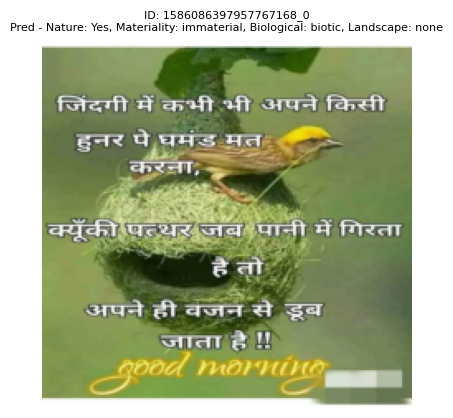 ID: 1586086397957767168_0
Pred - Nature: Yes, Materiality: immaterial, Biological: biotic, Landscape: none
जिंदगी में कभी भी अपने किसी
हुनर पे घमंड मत
करना,
क्यूँकी पत्थर जब पानी में गिरता
है तो
अपने ही वजन से डूब
जाता है !!
good morning